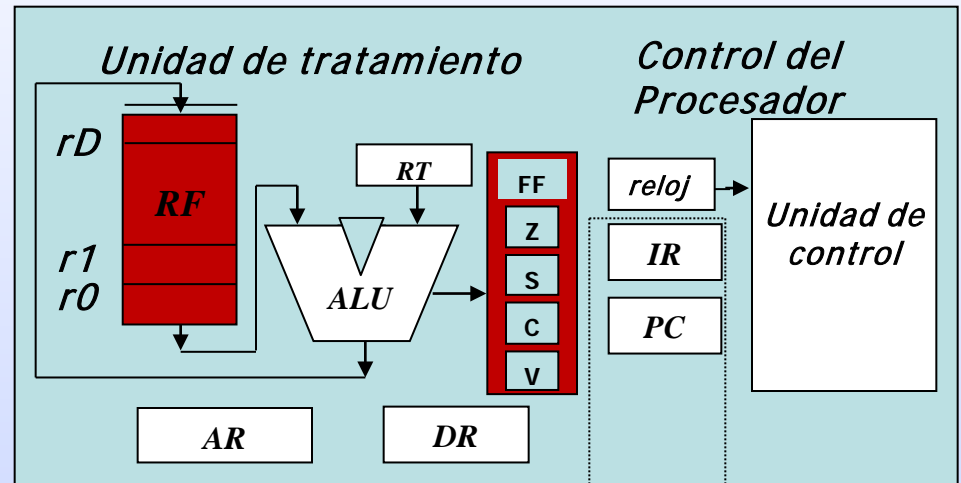 Unidad de tratamiento
Control del
Procesador
rD
RF
r1
r0
RT
ALU
FF
Z
S
C
V
reloj
IR
PC
Unidad de
control
AR
DR